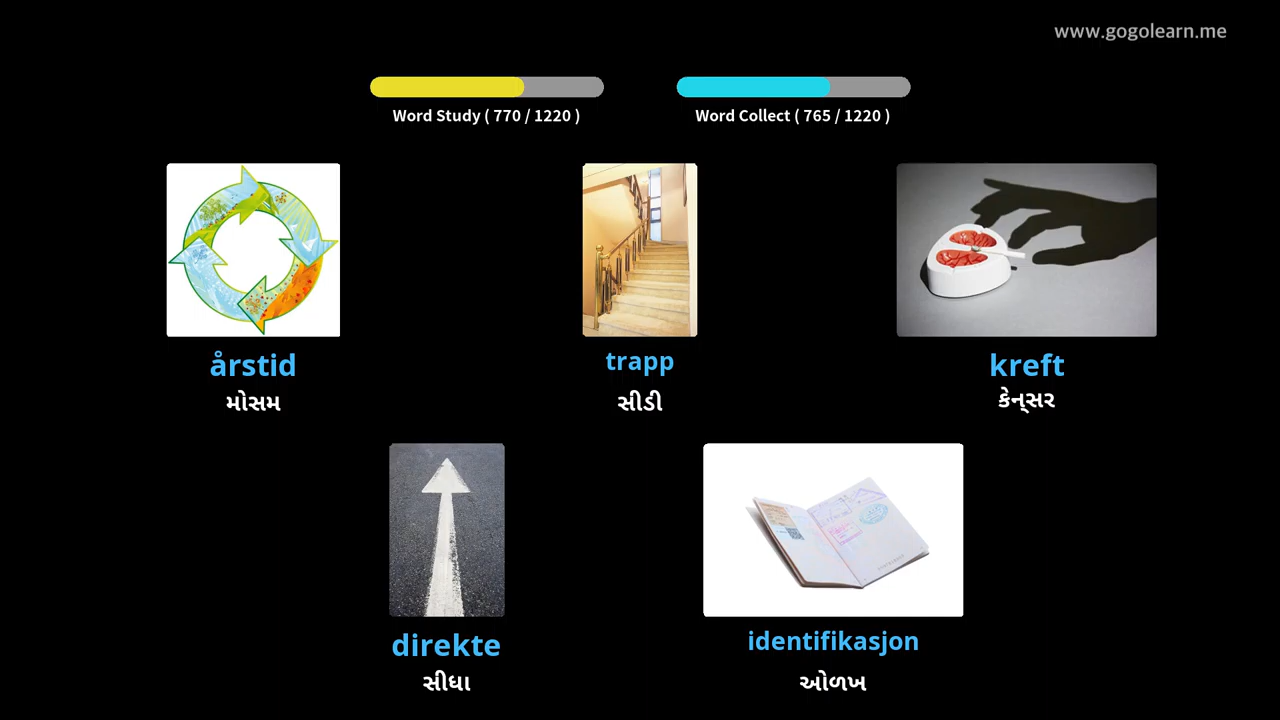 www.gogolearn.me
Word Study ( 770 / 1220 )
Word Collect ( 765 / 1220 )
årstid
trapp
kreft
મોસમ
સીડી
કેન્સર
direkte
identifikasjon
સીધા
ઓળખ